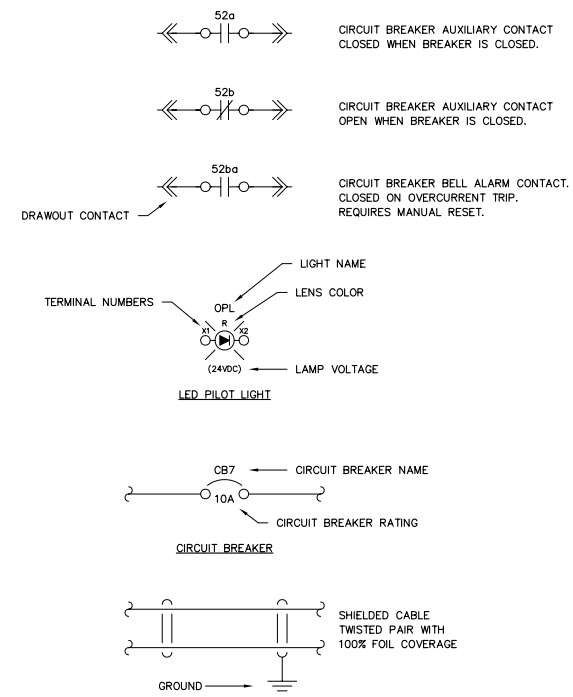 52a
CIRCUIT BREAKER AUXILIARY CONTACT
CLOSED WHEN BREAKER IS CLOSED.
52b
CIRCUIT BREAKER AUXILIARY CONTACT
OPEN WHEN BREAKER IS CLOSED.
52ba
CIRCUIT BREAKER BELL ALARM CONTACT.
CLOSED ON OVERCURRENT TRIP.
REQUIRES MANUAL RESET.
DRAWOUT CONTACT
LIGHT NAME
LENS COLOR
TERMINAL NUMBERS
OPL
R
X1
X2
(24VDC)
LAMP VOLTAGE
LED PILOT LIGHT
CB7
CIRCUIT BREAKER NAME
10A
CIRCUIT BREAKER RATING
CIRCUIT BREAKER
SHIELDED CABLE
TWISTED PAIR WITH
100% FOIL COVERAGE
GROUND